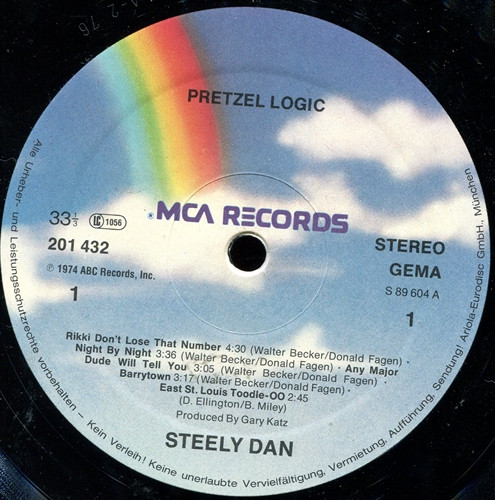 PRETZEL LOGIC
® MCA RECORDS
33 1/3 LC 1056
201 432
℗ 1974 ABC Records, Inc.
1
STEREO
GEMA
S 89 604 A
1
Rikki Don't Lose That Number 4:30 (Walter Becker/Donald Fagen) ·
Night By Night 3:36 (Walter Becker/Donald Fagen) · Any Major
Dude Will Tell You 3:05 (Walter Becker/Donald Fagen) ·
Barrytown 3:17 (Walter Becker/Donald Fagen) ·
East St. Louis Toodle-OO 2:45
(D. Ellington/B. Miley)
Produced By Gary Katz
STEELY DAN
Alle Urheber- und Leistungsschutzrechte vorbehalten - Kein Verleih! Keine unerlaubte Vervielfältigung, Vermietung, Aufführung, Sendung! Ariola-Eurodisc GmbH., München